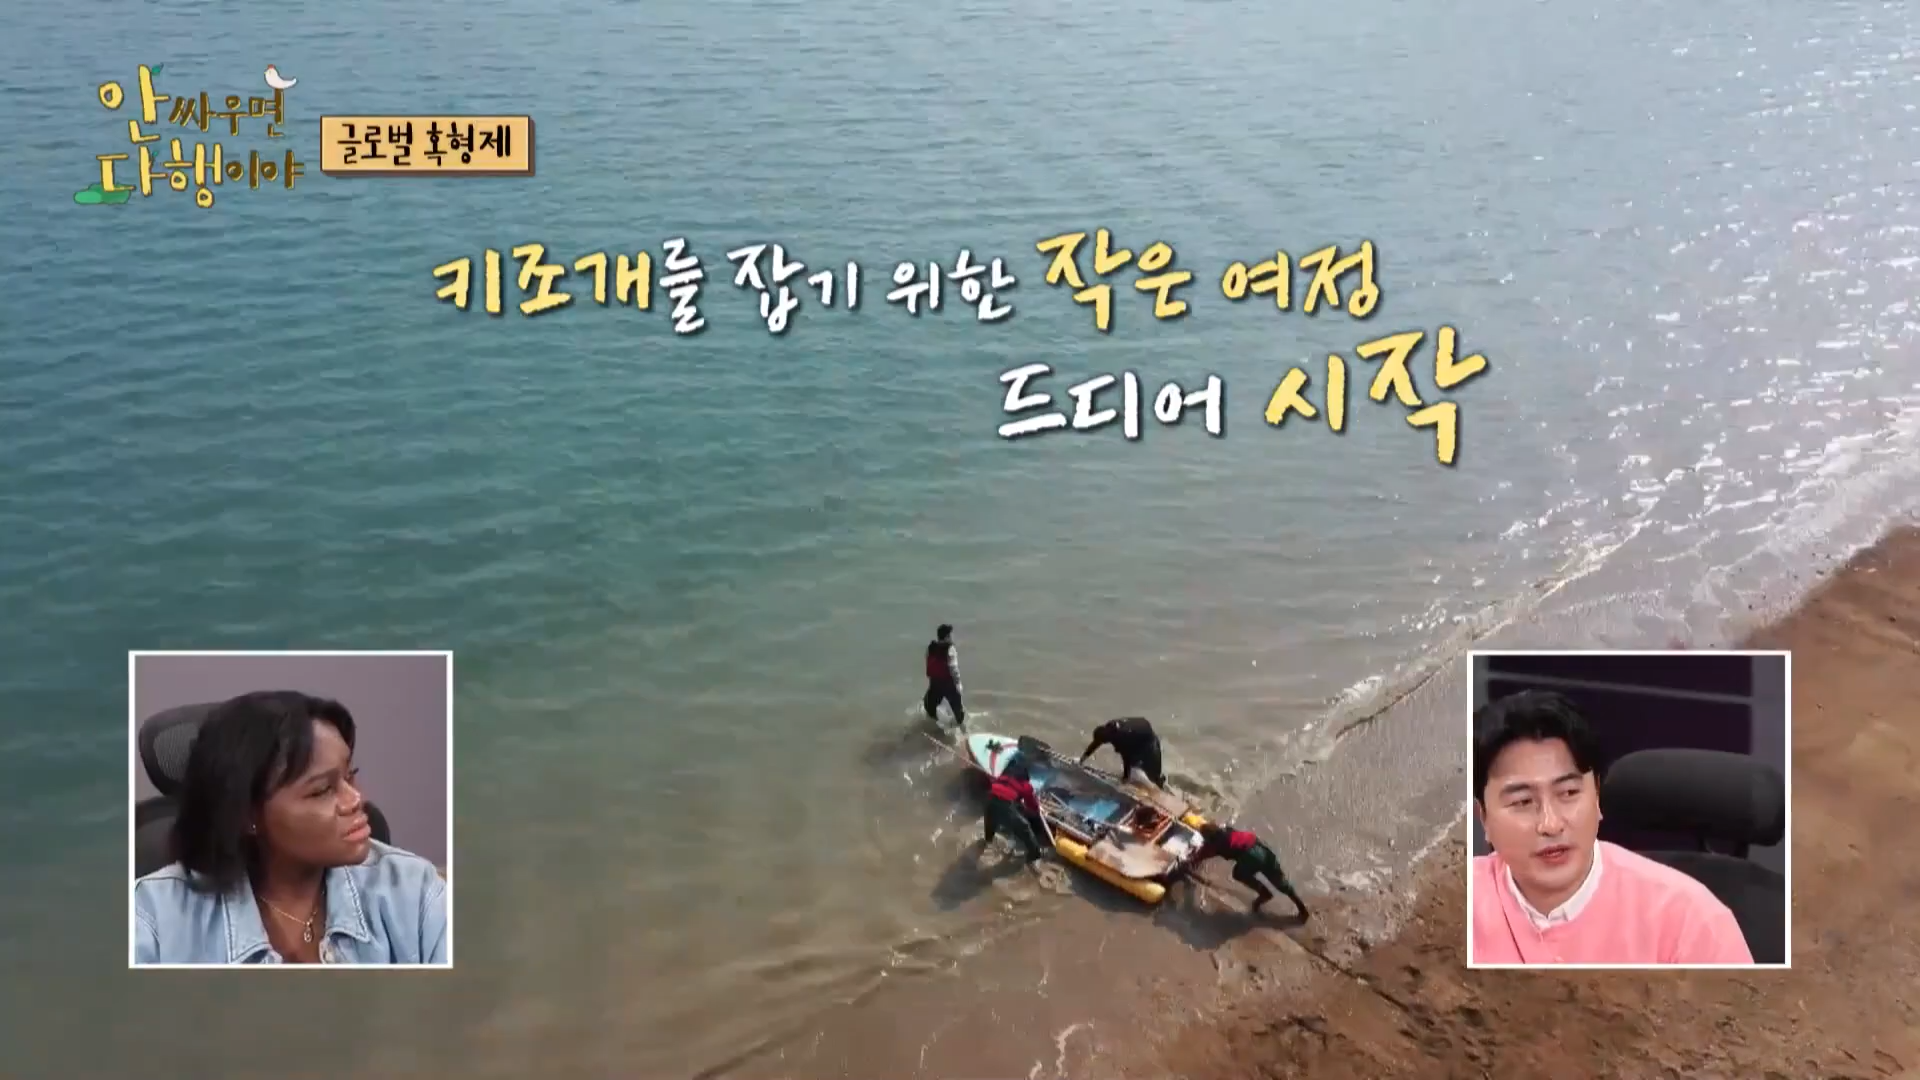 안싸우면
다행이야
글로벌 혹형제
키조개를 잡기 위한 작은 여정
드디어 시작